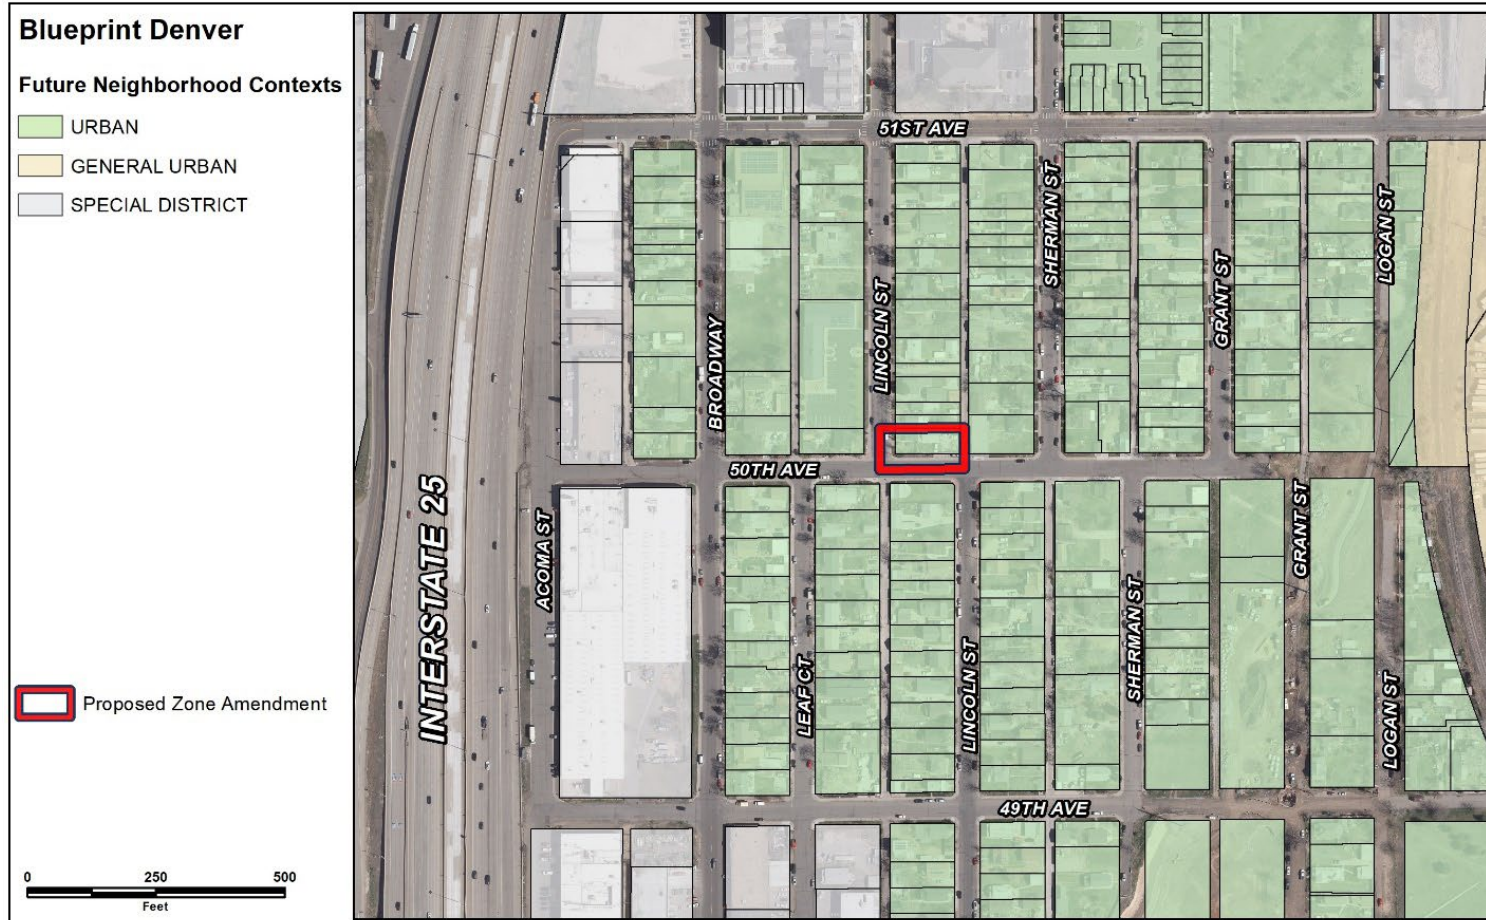 Blueprint Denver
Future Neighborhood Contexts
URBAN
GENERAL URBAN
SPECIAL DISTRICT
Proposed Zone Amendment
0 250 500
Feet
51ST AVE
BROADWAY
LINCOLN ST
SHERMAN ST
GRANT ST
LOGAN ST
50TH AVE
INTERSTATE 25
ACOMA ST
LEAF CT
LINCOLN ST
SHERMAN ST
GRANT ST
LOGAN ST
49TH AVE